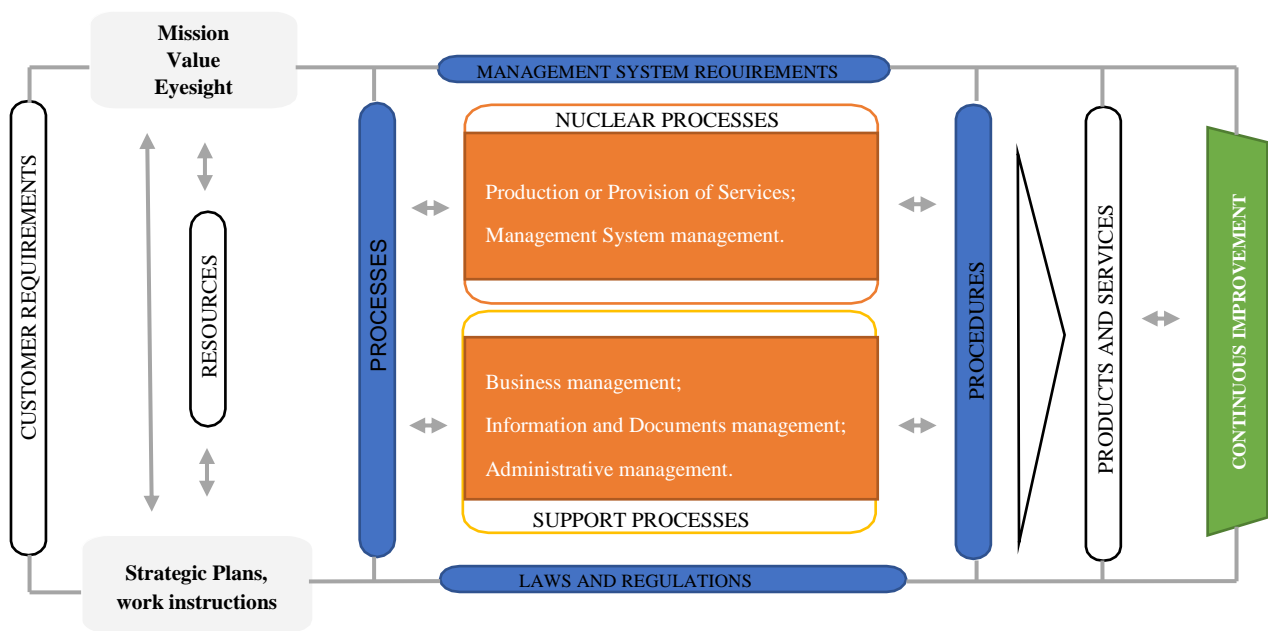 Mission
Value
Eyesight
MANAGEMENT SYSTEM REQUIREMENTS
CUSTOMER REQUIREMENTS
RESOURCES
PROCESSES
NUCLEAR PROCESSES
Production or Provision of Services;
Management System management.
Business management;
Information and Documents management;
Administrative management.
SUPPORT PROCESSES
PROCEDURES
PRODUCTS AND SERVICES
CONTINUOUS IMPROVEMENT
Strategic Plans,
work instructions
LAWS AND REGULATIONS